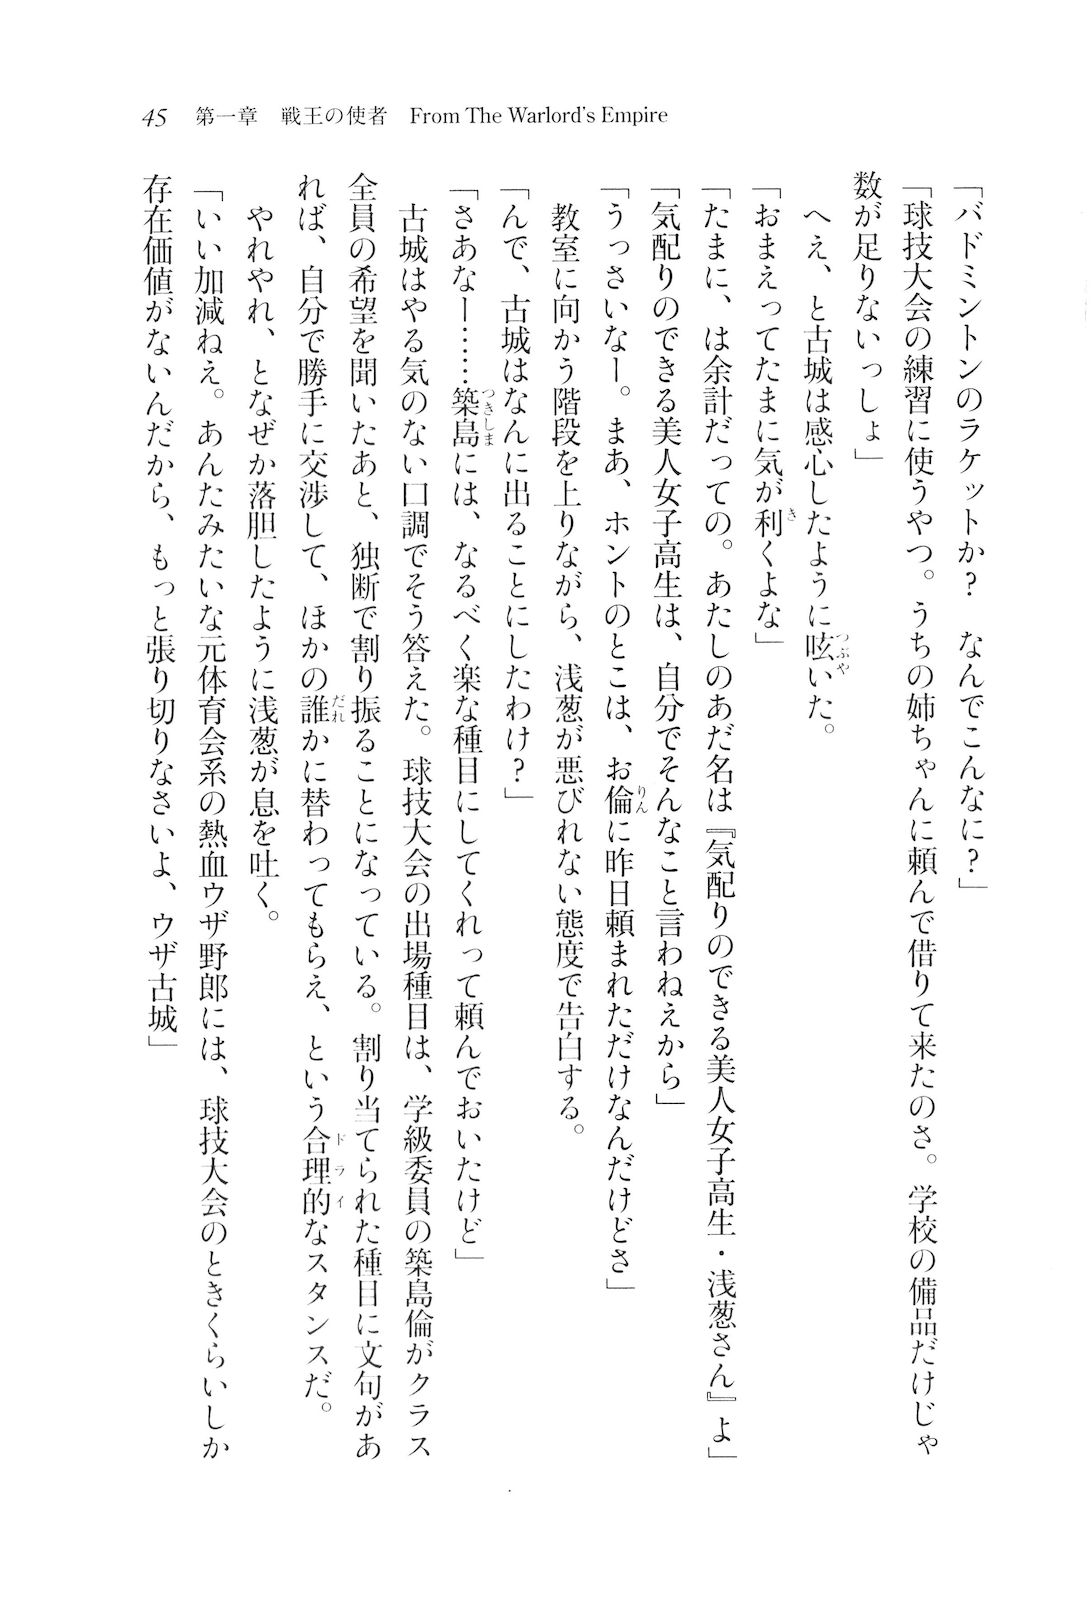 45　第一章　戦王の使者　From The Warlord's Empire
「バドミントンのラケットか？　なんでこんなに？」
「球技大会の練習に使うやつ。うちの姉ちゃんに頼んで借りて来たのさ。学校の備品だけじゃ
数が足りないっしょ」
　へえ、と古城は感心したように呟いた。
「おまえってたまに気が利くよな」
「たまに、は余計だっての。あたしのあだ名は『気配りのできる美人女子高生・浅葱さん』よ」
「気配りのできる美人女子高生は、自分でそんなこと言わねえから」
「うっさいなー。まあ、ホントのとこは、お倫に昨日頼まれただけなんだけどさ」
　教室に向かう階段を上りながら、浅葱が悪びれない態度で告白する。
「んで、古城はなんに出ることにしたわけ？」
「さあなー……築島には、なるべく楽な種目にしてくれって頼んでおいたけど」
　古城はやる気のない口調でそう答えた。球技大会の出場種目は、学級委員の築島倫がクラス
全員の希望を聞いたあと、独断で割り振ることになっている。割り当てられた種目に文句があ
れば、自分で勝手に交渉して、ほかの誰かに替わってもらえ、という合理的なスタンスだ。
　やれやれ、となぜか落胆したように浅葱が息を吐く。
「いい加減ねえ。あんたみたいな元体育会系の熱血ウザ野郎には、球技大会のときくらいしか
存在価値がないんだから、もっと張り切りなさいよ、ウザ古城」